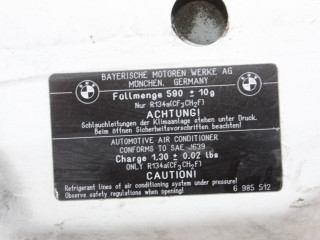 BAYERISCHE MOTOREN WERKE AG
MÜNCHEN, GERMANY
Füllmenge 590 ± 10g
Nur R134a(CF₃CH₂F)
ACHTUNG!
Schlauchleitungen der Klimaanlage stehen unter Druck.
Beim Öffnen Sicherheitsvorschriften beachten!
AUTOMOTIVE AIR CONDITIONER
CONFORMS TO SAE J639
Charge 1.30 ± 0.02 lbs
ONLY R134a(CF₃CH₂F)
CAUTION!
Refrigerant lines of air conditioning system under pressure!
Observe safety regulations when opening!
6 985 512